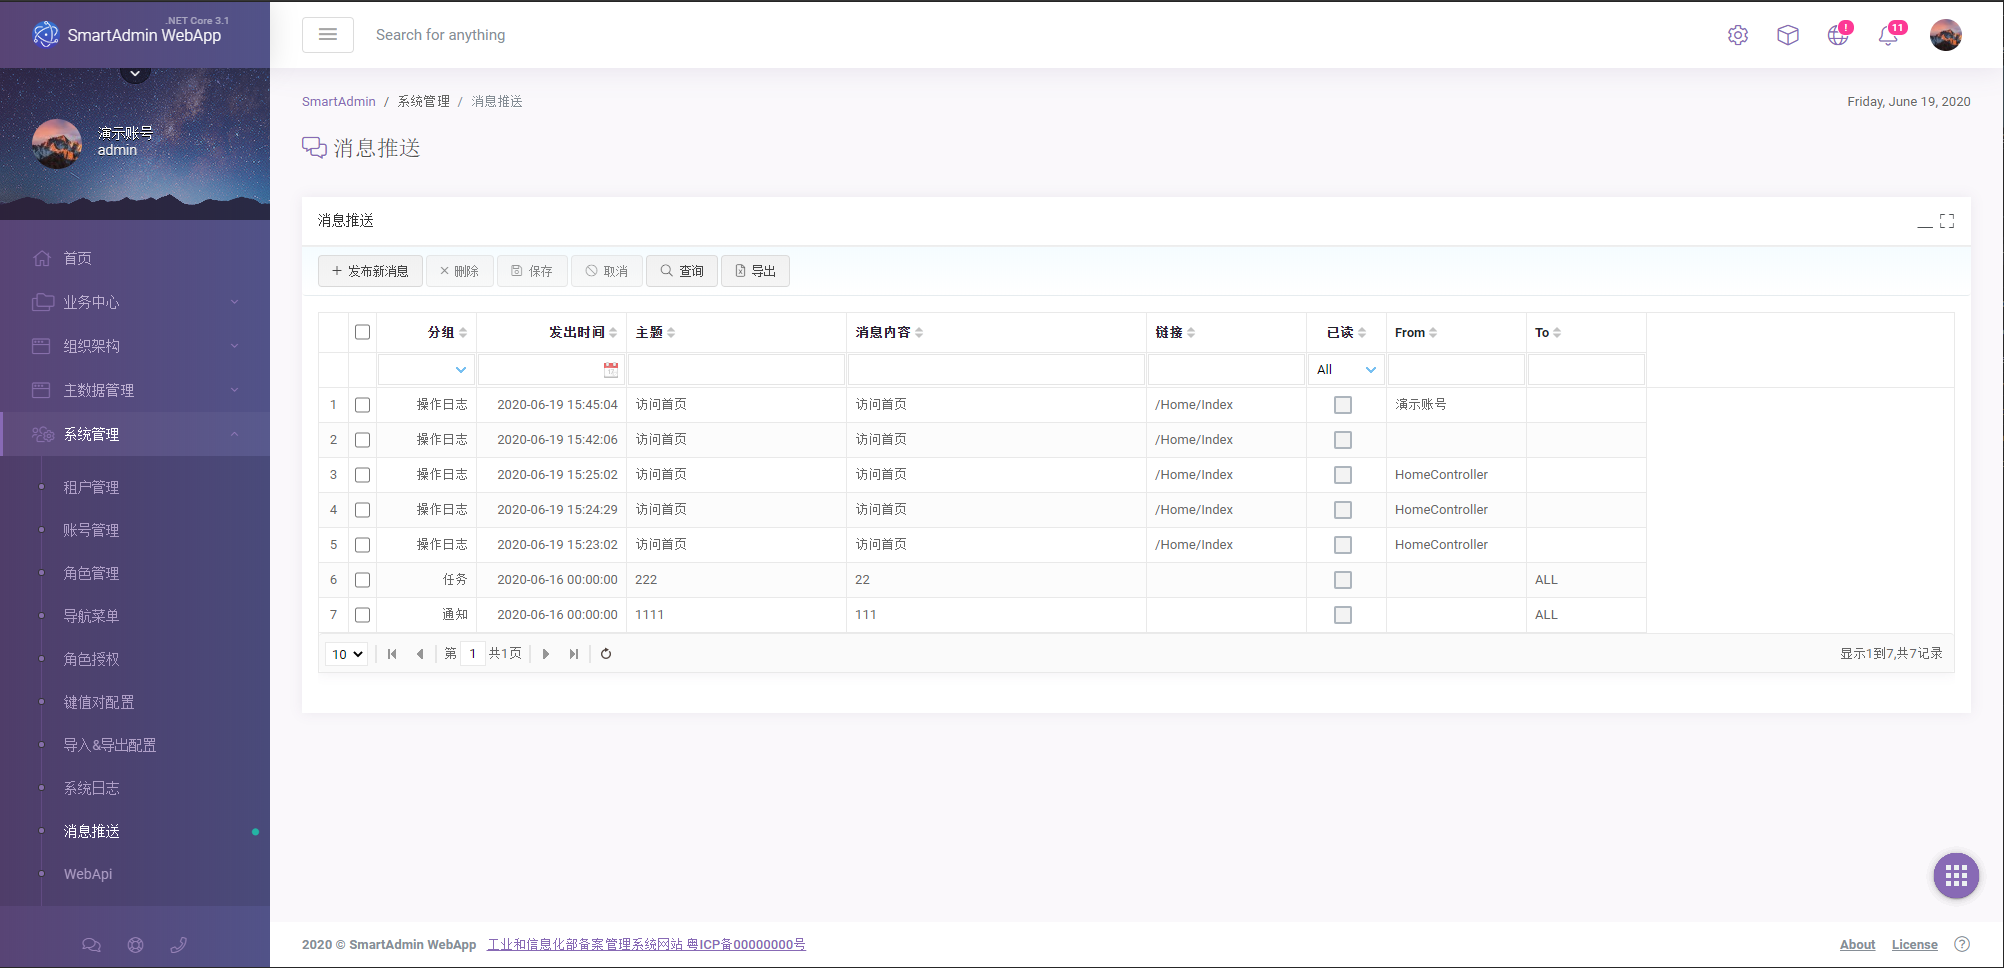 .NET Core 3.1
SmartAdmin WebApp
Search for anything
!
11
演示账号
admin
首页
业务中心
组织架构
主数据管理
系统管理
租户管理
账号管理
角色管理
导航菜单
角色授权
键值对配置
导入&导出配置
系统日志
消息推送
WebApi
SmartAdmin / 系统管理 / 消息推送
Friday, June 19, 2020
消息推送
消息推送
发布新消息 删除 保存 取消 查询 导出
分组 发出时间 主题 消息内容 链接 已读 From To
All
1 操作日志 2020-06-19 15:45:04 访问首页 访问首页 /Home/Index 演示账号
2 操作日志 2020-06-19 15:42:06 访问首页 访问首页 /Home/Index
3 操作日志 2020-06-19 15:25:02 访问首页 访问首页 /Home/Index HomeController
4 操作日志 2020-06-19 15:24:29 访问首页 访问首页 /Home/Index HomeController
5 操作日志 2020-06-19 15:23:02 访问首页 访问首页 /Home/Index HomeController
6 任务 2020-06-16 00:00:00 222 22 ALL
7 通知 2020-06-16 00:00:00 1111 111 ALL
10 第 1 共1页 显示1到7,共7记录
2020 © SmartAdmin WebApp 工业和信息化部备案管理系统网站 粤ICP备00000000号
About License ?